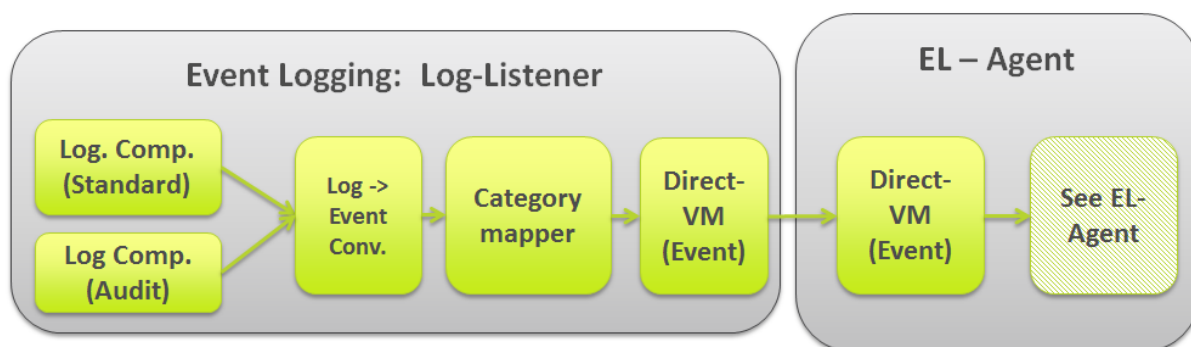 Event Logging: Log-Listener
Log. Comp.
(Standard)
Log Comp.
(Audit)
Log ->
Event
Conv.
Category
mapper
Direct-
VM
(Event)
EL – Agent
Direct-
VM
(Event)
See EL-
Agent